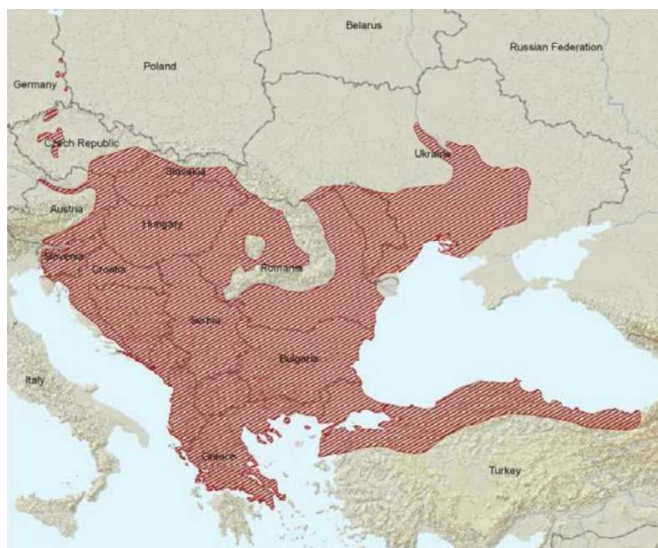 Belarus
Russian Federation
Poland
Germany
Czech Republic
Ukraine
Slovakia
Austria
Hungary
Slovenia
Croatia
Romania
Serbia
Bulgaria
Italy
Greece
Turkey